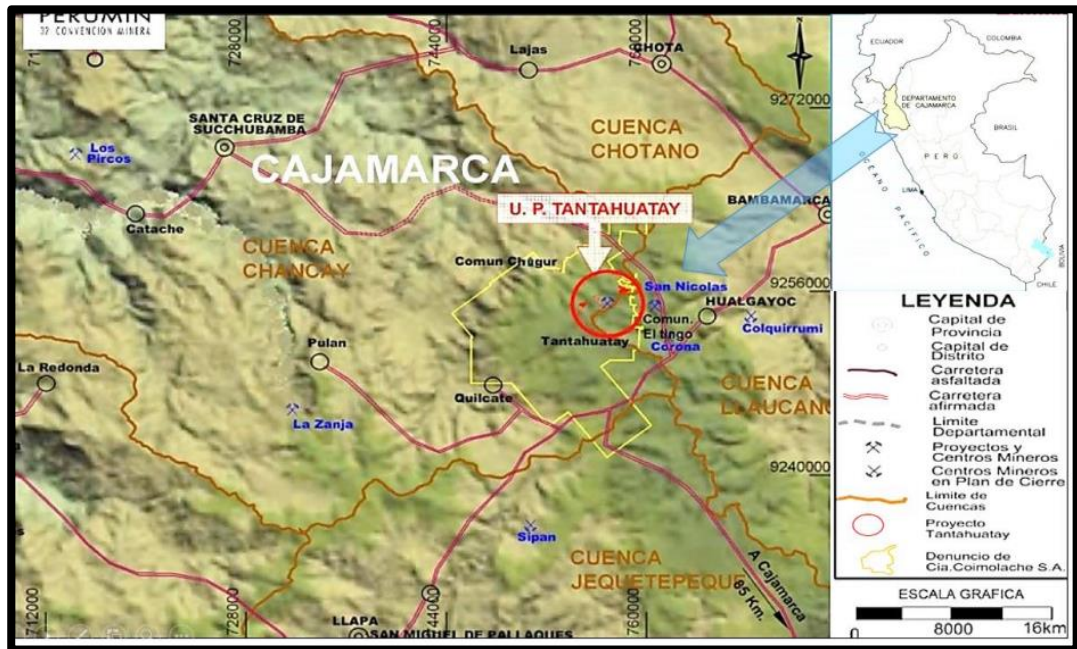 PERUMIN
32 CONVENCIÓN MINERA
728000
744000
760000
Lajas
CHOTA
9272000
SANTA CRUZ DE
SUCCHUBAMBA
Los
Pircos
CUENCA
CHOTANO
CAJAMARCA
U. P. TANTAHUATAY
BAMBAMARCA
Catache
CUENCA
CHANCAY
Comun Chugur
9256000
San Nicolas
HUALGAYOC
Comun.
El tingo
Colquirrumi
Tantahuatay
Corona
Pulan
La Redonda
Quilcate
CUENCA
LLAUCANO
La Zanja
9240000
Sipan
CUENCA
JEQUETEPEQUE
A Cajamarca
85 Km.
712000
728000
44000
760000
LLAPA
SAN MIGUEL DE PALLAQUES
ECUADOR
COLOMBIA
DEPARTAMENTO
DE CAJAMARCA
BRASIL
PERÚ
LIMA
OCEANO PACÍFICO
BOLIVIA
CHILE
LEYENDA
Capital de
Provincia
Capital de
Distrito
Carretera
asfaltada
Carretera
afirmada
Limite
Departamental
Proyectos y
Centros Mineros
Centros Mineros
en Plan de Cierre
Limite de
Cuencas
Proyecto
Tantahuatay
Denuncio de
Cia.Coimolache S.A.
ESCALA GRAFICA
0 8000 16km